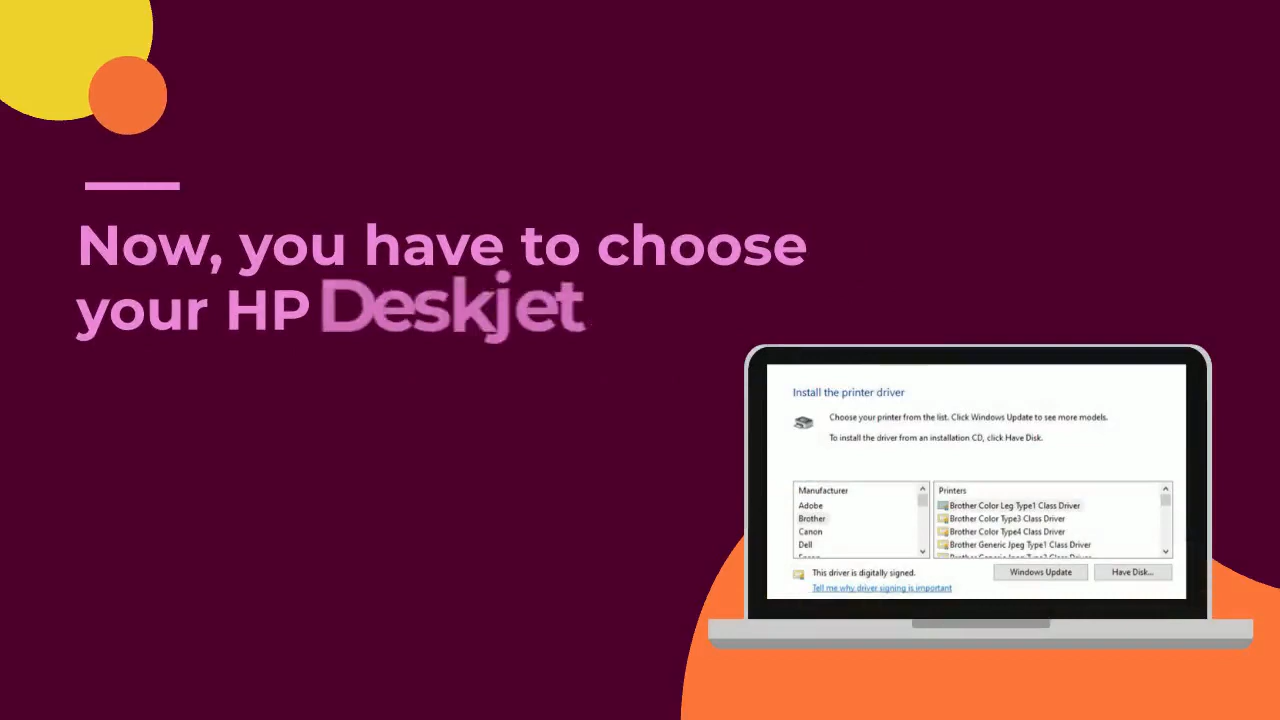 Now, you have to choose
your HP Deskjet
Install the printer driver
Choose your printer from the list. Click Windows Update to see more models.
To install the driver from an installation CD, click Have Disk.
Manufacturer
Adobe
Brother
Canon
Dell
Printers
Brother Color Leg Type1 Class Driver
Brother Color Type3 Class Driver
Brother Color Type4 Class Driver
Brother Generic Jpeg Type1 Class Driver
This driver is digitally signed.
Windows Update
Have Disk...
Tell me why driver signing is important